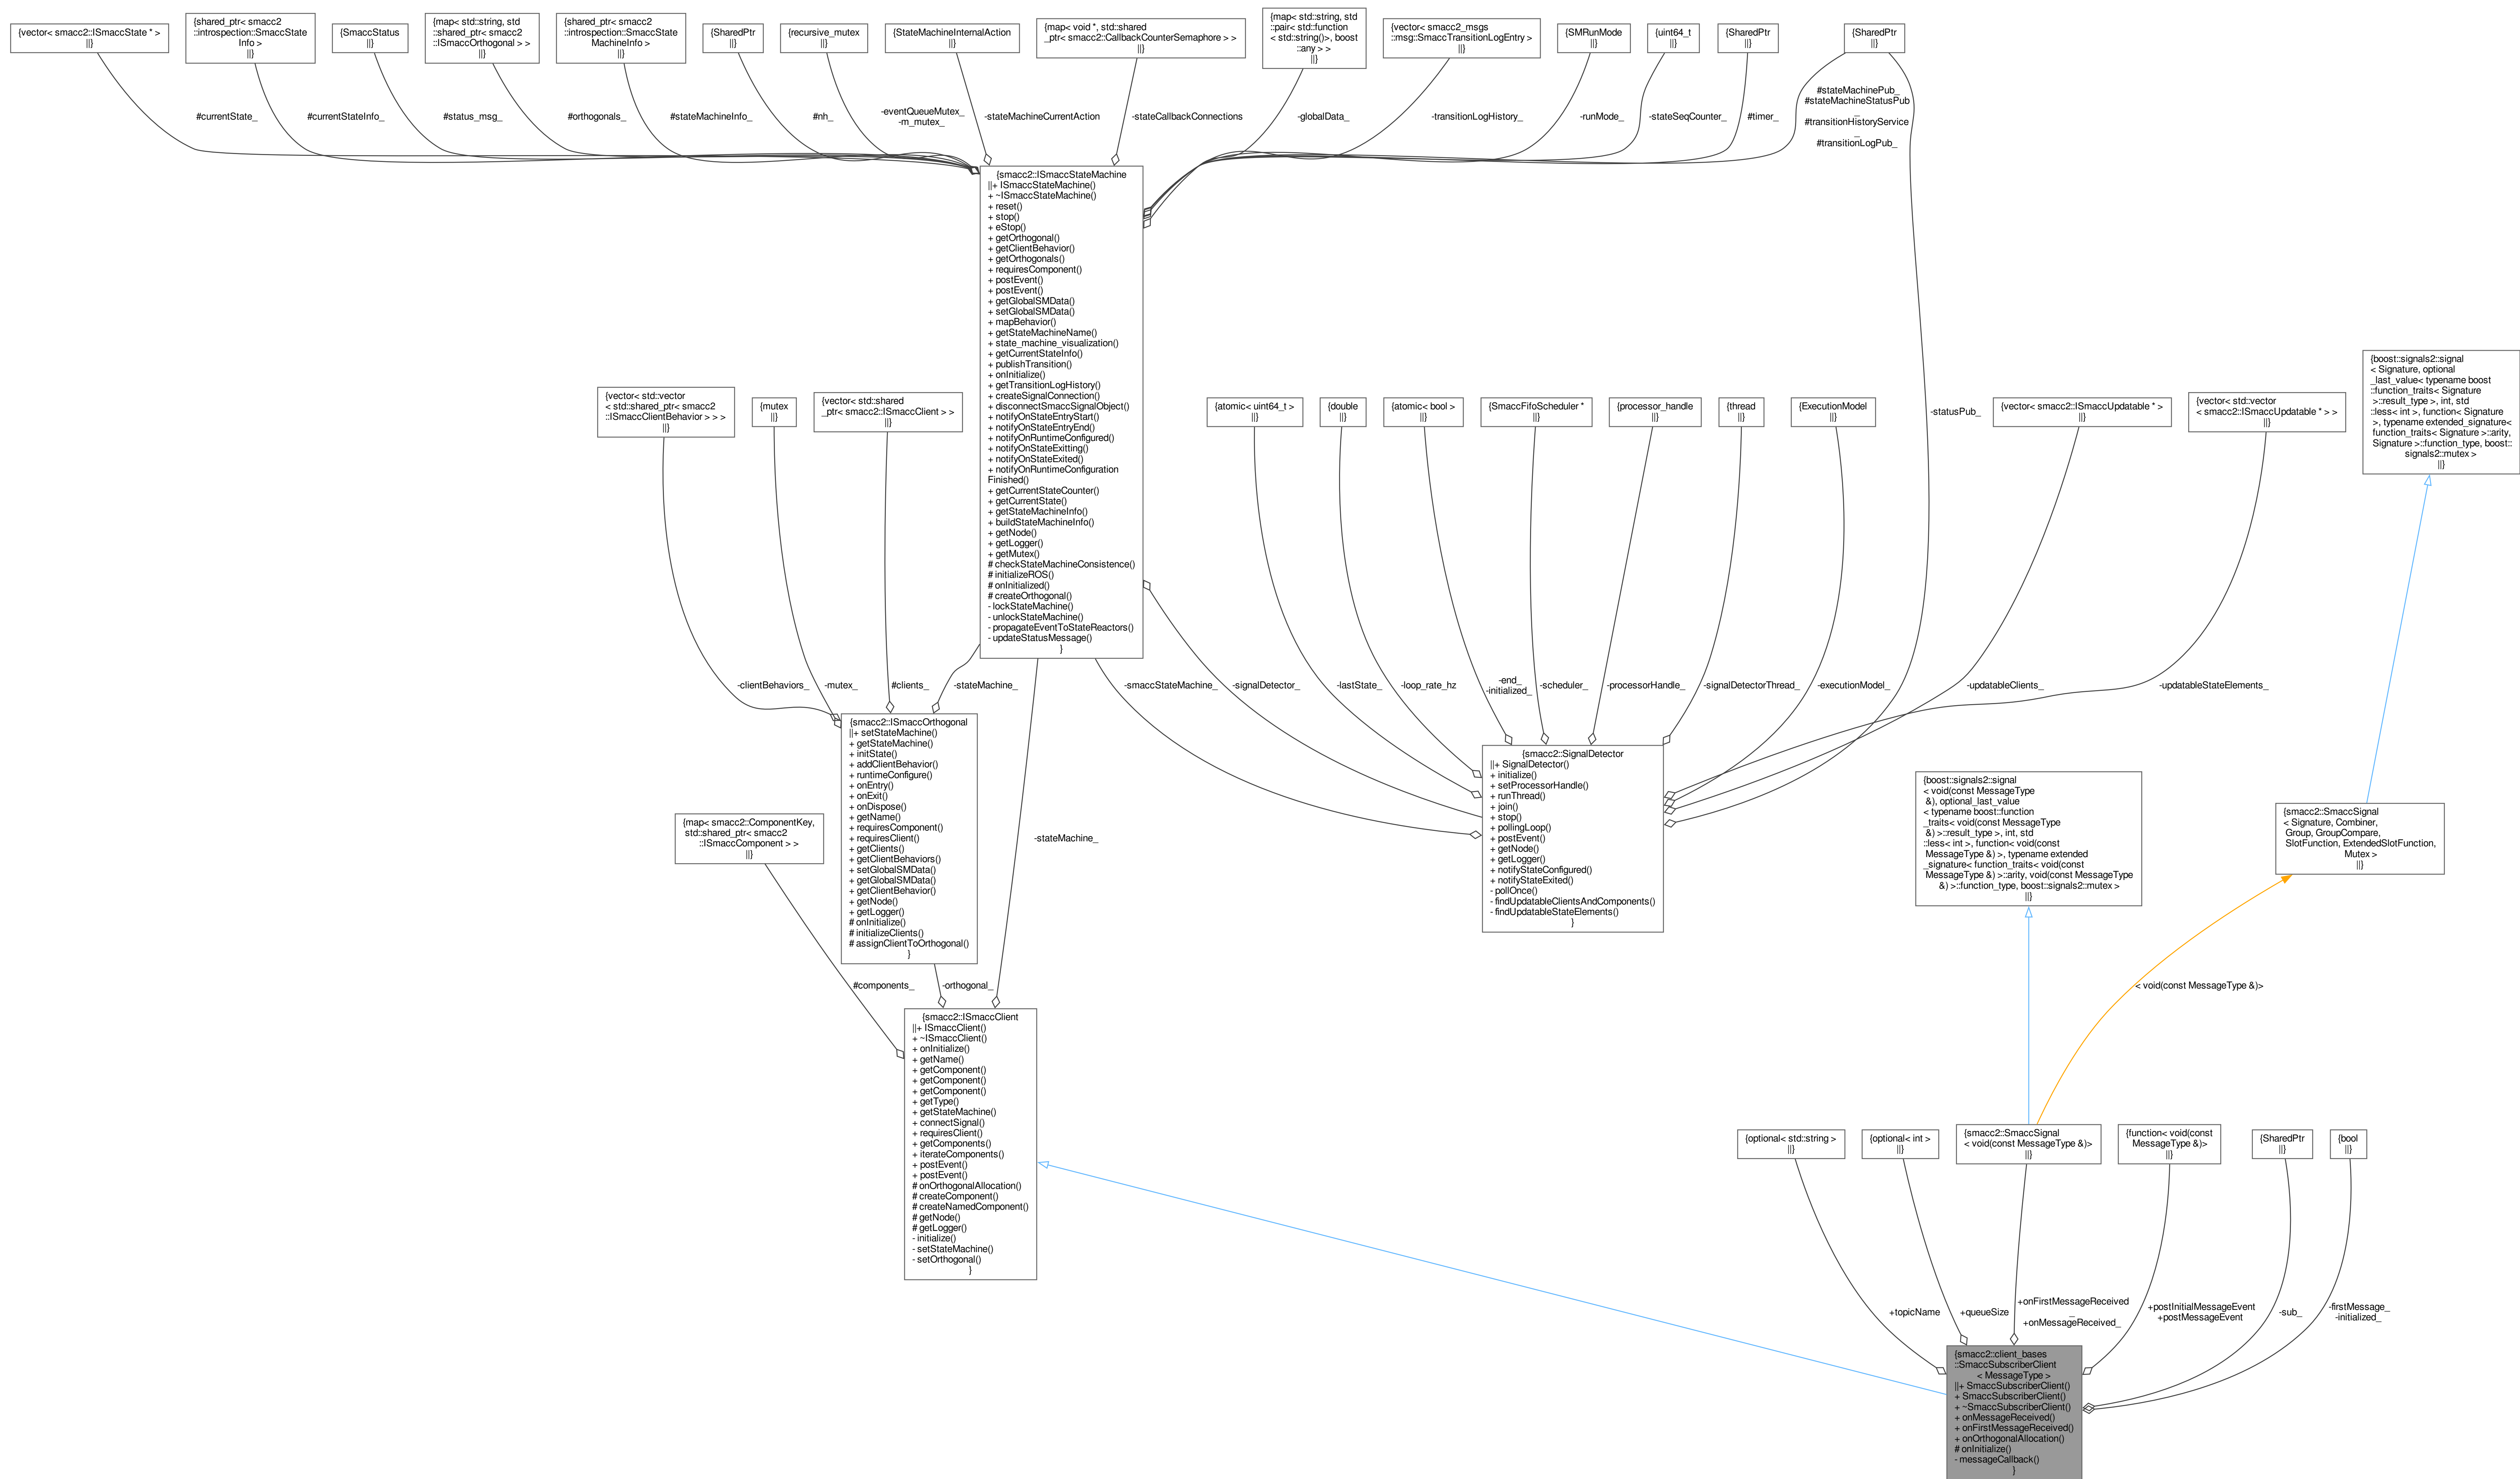 {vector< smacc2::ISmaccState * >
||}
{shared_ptr< smacc2
::introspection::SmaccState
Info >
||}
{SmaccStatus
||}
{map< std::string, std
::shared_ptr< smacc2
::ISmaccOrthogonal > >
||}
{shared_ptr< smacc2
::introspection::SmaccState
MachineInfo >
||}
{SharedPtr
||}
{recursive_mutex
||}
{StateMachineInternalAction
||}
{map< void *, std::shared
_ptr< smacc2::CallbackCounterSemaphore > >
||}
{map< std::string, std
::pair< std::function
< std::string()>, boost
::any > >
||}
{vector< smacc2_msgs
::msg::SmaccTransitionLogEntry >
||}
{SMRunMode
||}
{uint64_t
||}
{SharedPtr
||}
{SharedPtr
||}
#currentState_
#currentStateInfo_
#status_msg_
#orthogonals_
#stateMachineInfo_
#nh_
-eventQueueMutex_
-m_mutex_
-stateMachineCurrentAction
-stateCallbackConnections
-globalData_
-transitionLogHistory_
-runMode_
-stateSeqCounter_
#timer_
#stateMachinePub_
#stateMachineStatusPub
_
#transitionHistoryService
_
#transitionLogPub_
{smacc2::ISmaccStateMachine
||+ ISmaccStateMachine()
+ ~ISmaccStateMachine()
+ reset()
+ stop()
+ eStop()
+ getOrthogonal()
+ getClientBehavior()
+ getOrthogonals()
+ requiresComponent()
+ postEvent()
+ postEvent()
+ getGlobalSMData()
+ setGlobalSMData()
+ mapBehavior()
+ getStateMachineName()
+ state_machine_visualization()
+ getCurrentStateInfo()
+ publishTransition()
+ onInitialize()
+ getTransitionLogHistory()
+ createSignalConnection()
+ disconnectSmaccSignalObject()
+ notifyOnStateEntryStart()
+ notifyOnStateEntryEnd()
+ notifyOnRuntimeConfigured()
+ notifyOnStateExitting()
+ notifyOnStateExited()
+ notifyOnRuntimeConfiguration
Finished()
+ getCurrentStateCounter()
+ getCurrentState()
+ getStateMachineInfo()
+ buildStateMachineInfo()
+ getNode()
+ getLogger()
+ getMutex()
# checkStateMachineConsistence()
# initializeROS()
# onInitialized()
# createOrthogonal()
- lockStateMachine()
- unlockStateMachine()
- propagateEventToStateReactors()
- updateStatusMessage()
}
{vector< std::vector
< std::shared_ptr< smacc2
::ISmaccClientBehavior > > >
||}
{mutex
||}
{vector< std::shared
_ptr< smacc2::ISmaccClient > >
||}
{atomic< uint64_t >
||}
{double
||}
{atomic< bool >
||}
{SmaccFifoScheduler *
||}
{processor_handle
||}
{thread
||}
{ExecutionModel
||}
-statusPub_
{vector< smacc2::ISmaccUpdatable * >
||}
{vector< std::vector
< smacc2::ISmaccUpdatable * > >
||}
{boost::signals2::signal
< Signature, optional
_last_value< typename boost
::function_traits< Signature
>::result_type >, int, std
::less< int >, function< Signature
>, typename extended_signature<
function_traits< Signature >::arity,
Signature >::function_type, boost::
signals2::mutex >
||}
-clientBehaviors_
-mutex_
#clients_
-stateMachine_
-smaccStateMachine_
-signalDetector_
-lastState_
-loop_rate_hz
-end_
-initialized_
-scheduler_
-processorHandle_
-signalDetectorThread_
-executionModel_
-updatableClients_
-updatableStateElements_
{smacc2::ISmaccOrthogonal
||+ setStateMachine()
+ getStateMachine()
+ initState()
+ addClientBehavior()
+ runtimeConfigure()
+ onEntry()
+ onExit()
+ onDispose()
+ getName()
+ requiresComponent()
+ requiresClient()
+ getClients()
+ getClientBehaviors()
+ setGlobalSMData()
+ getGlobalSMData()
+ getClientBehavior()
+ getNode()
+ getLogger()
# onInitialize()
# initializeClients()
# assignClientToOrthogonal()
}
{smacc2::SignalDetector
||+ SignalDetector()
+ initialize()
+ setProcessorHandle()
+ runThread()
+ join()
+ stop()
+ pollingLoop()
+ postEvent()
+ getNode()
+ getLogger()
+ notifyStateConfigured()
+ notifyStateExited()
- pollOnce()
- findUpdatableClientsAndComponents()
- findUpdatableStateElements()
}
{map< smacc2::ComponentKey,
std::shared_ptr< smacc2
::ISmaccComponent > >
||}
-stateMachine_
{boost::signals2::signal
< void(const MessageType
&), optional_last_value
< typename boost::function
_traits< void(const MessageType
&) >::result_type >, int, std
::less< int >, function< void(const
MessageType &) >, typename extended
_signature< function_traits< void(const
MessageType &) >::arity, void(const MessageType
&) >::function_type, boost::signals2::mutex >
||}
{smacc2::SmaccSignal
< Signature, Combiner,
Group, GroupCompare,
SlotFunction, ExtendedSlotFunction,
Mutex >
||}
#components_
-orthogonal_
< void(const MessageType &)>
{smacc2::ISmaccClient
||+ ISmaccClient()
+ ~ISmaccClient()
+ onInitialize()
+ getName()
+ getComponent()
+ getComponent()
+ getComponent()
+ getType()
+ getStateMachine()
+ connectSignal()
+ requiresClient()
+ getComponents()
+ iterateComponents()
+ postEvent()
+ postEvent()
# onOrthogonalAllocation()
# createComponent()
# createNamedComponent()
# getNode()
# getLogger()
- initialize()
- setStateMachine()
- setOrthogonal()
}
{optional< std::string >
||}
{optional< int >
||}
{smacc2::SmaccSignal
< void(const MessageType &)>
||}
{function< void(const
MessageType &)>
||}
{SharedPtr
||}
{bool
||}
+topicName
+queueSize
+onFirstMessageReceived
_
+onMessageReceived_
+postInitialMessageEvent
+postMessageEvent
-sub_
-firstMessage_
-initialized_
{smacc2::client_bases
::SmaccSubscriberClient
< MessageType >
||+ SmaccSubscriberClient()
+ SmaccSubscriberClient()
+ ~SmaccSubscriberClient()
+ onMessageReceived()
+ onFirstMessageReceived()
+ onOrthogonalAllocation()
# onInitialize()
- messageCallback()
}